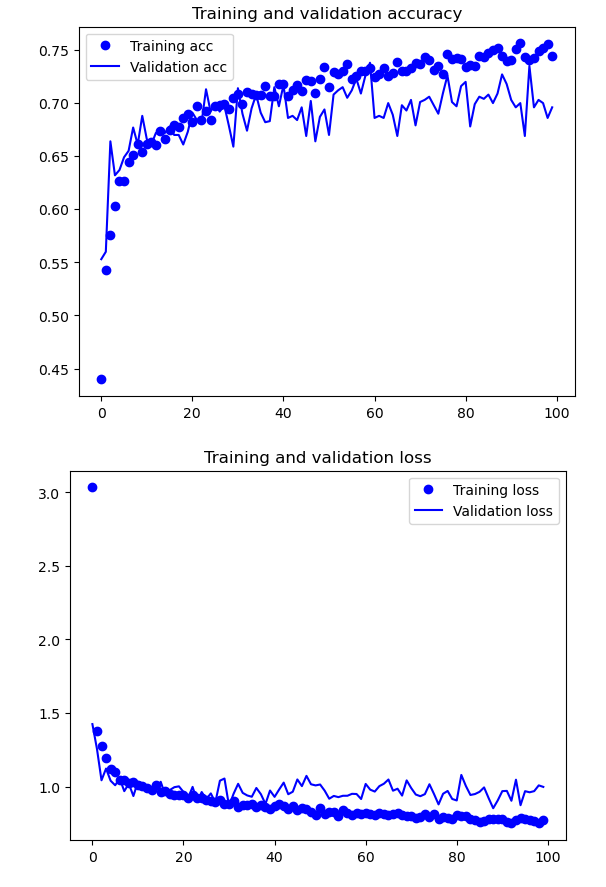 Training and validation accuracy
Training acc
Validation acc
0.75
0.70
0.65
0.60
0.55
0.50
0.45
0 20 40 60 80 100
Training and validation loss
Training loss
Validation loss
3.0
2.5
2.0
1.5
1.0
0 20 40 60 80 100